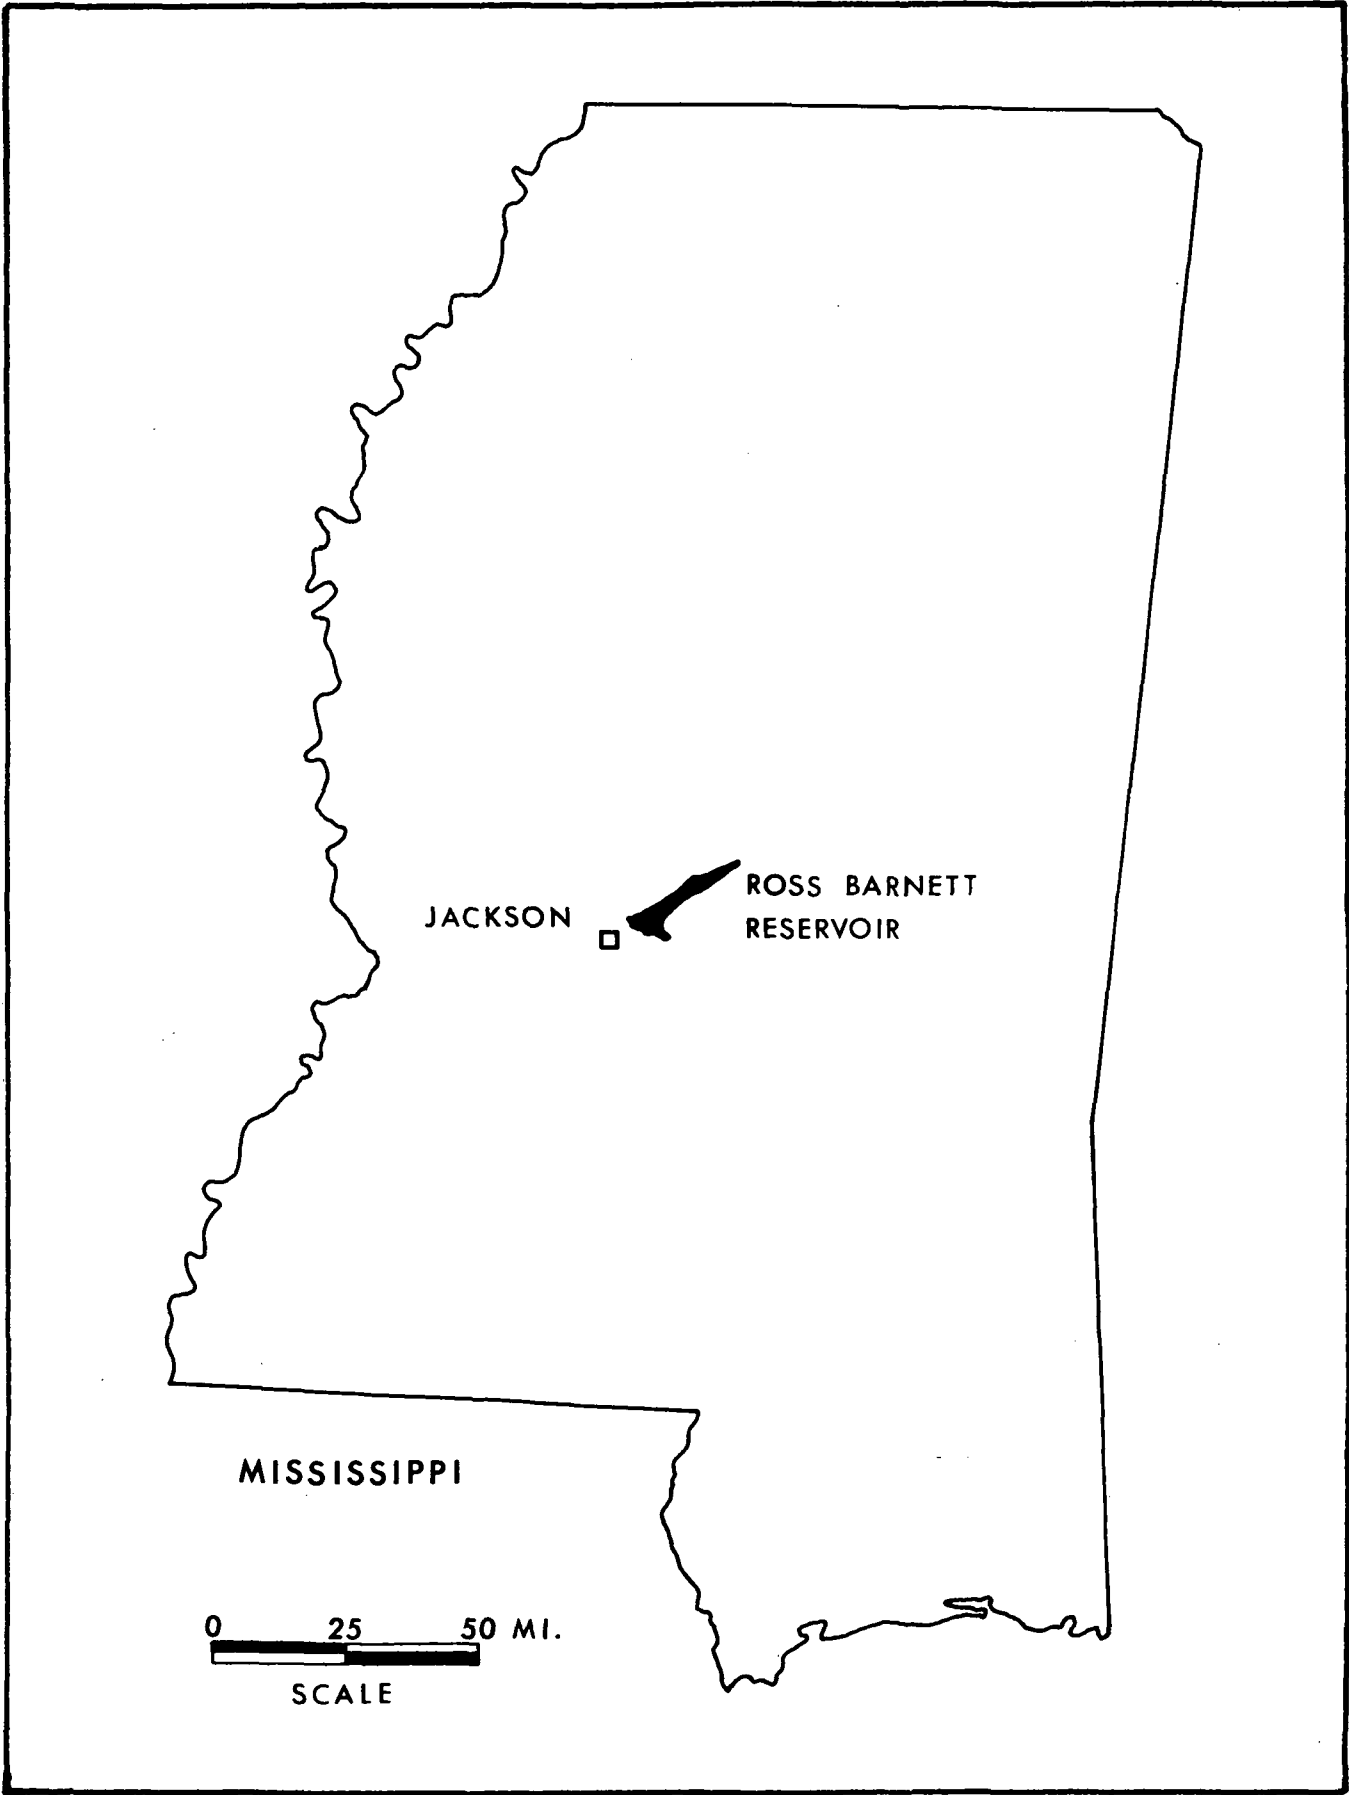 JACKSON
ROSS BARNETT
RESERVOIR
MISSISSIPPI
0 25 50 MI.
SCALE